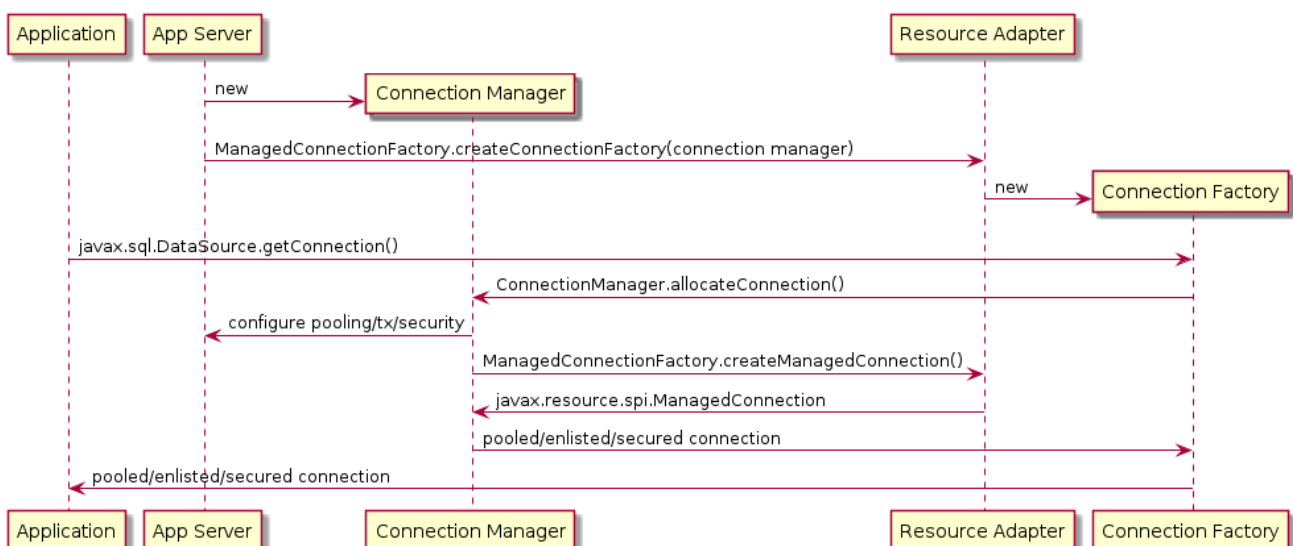 Application
App Server
Resource Adapter
new
Connection Manager
ManagedConnectionFactory.createConnectionFactory(connection manager)
new
Connection Factory
javax.sql.DataSource.getConnection()
ConnectionManager.allocateConnection()
configure pooling/tx/security
ManagedConnectionFactory.createManagedConnection()
javax.resource.spi.ManagedConnection
pooled/enlisted/secured connection
pooled/enlisted/secured connection
Application
App Server
Connection Manager
Resource Adapter
Connection Factory